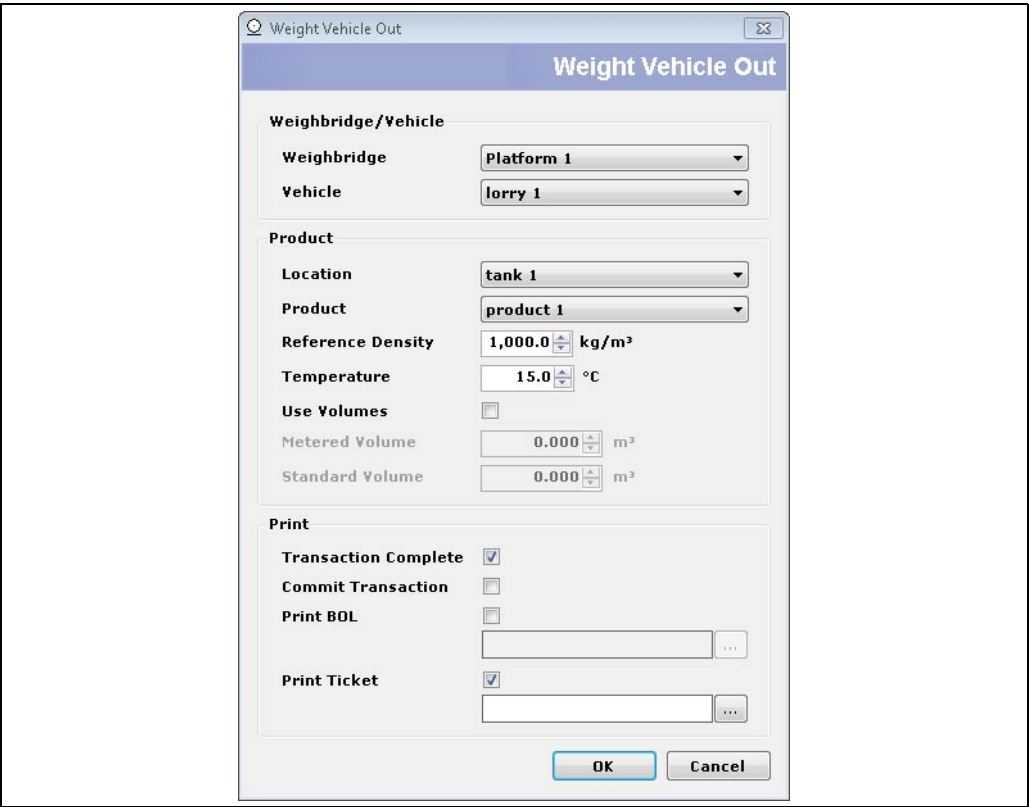 Weight Vehicle Out
Weight Vehicle Out
Weighbridge/Vehicle
Weighbridge Platform 1
Vehicle lorry 1
Product
Location tank 1
Product product 1
Reference Density 1,000.0 kg/m³
Temperature 15.0 °C
Use Volumes
Metered Volume 0.000 m³
Standard Volume 0.000 m³
Print
Transaction Complete
Commit Transaction
Print BOL
...
Print Ticket
...
OK Cancel